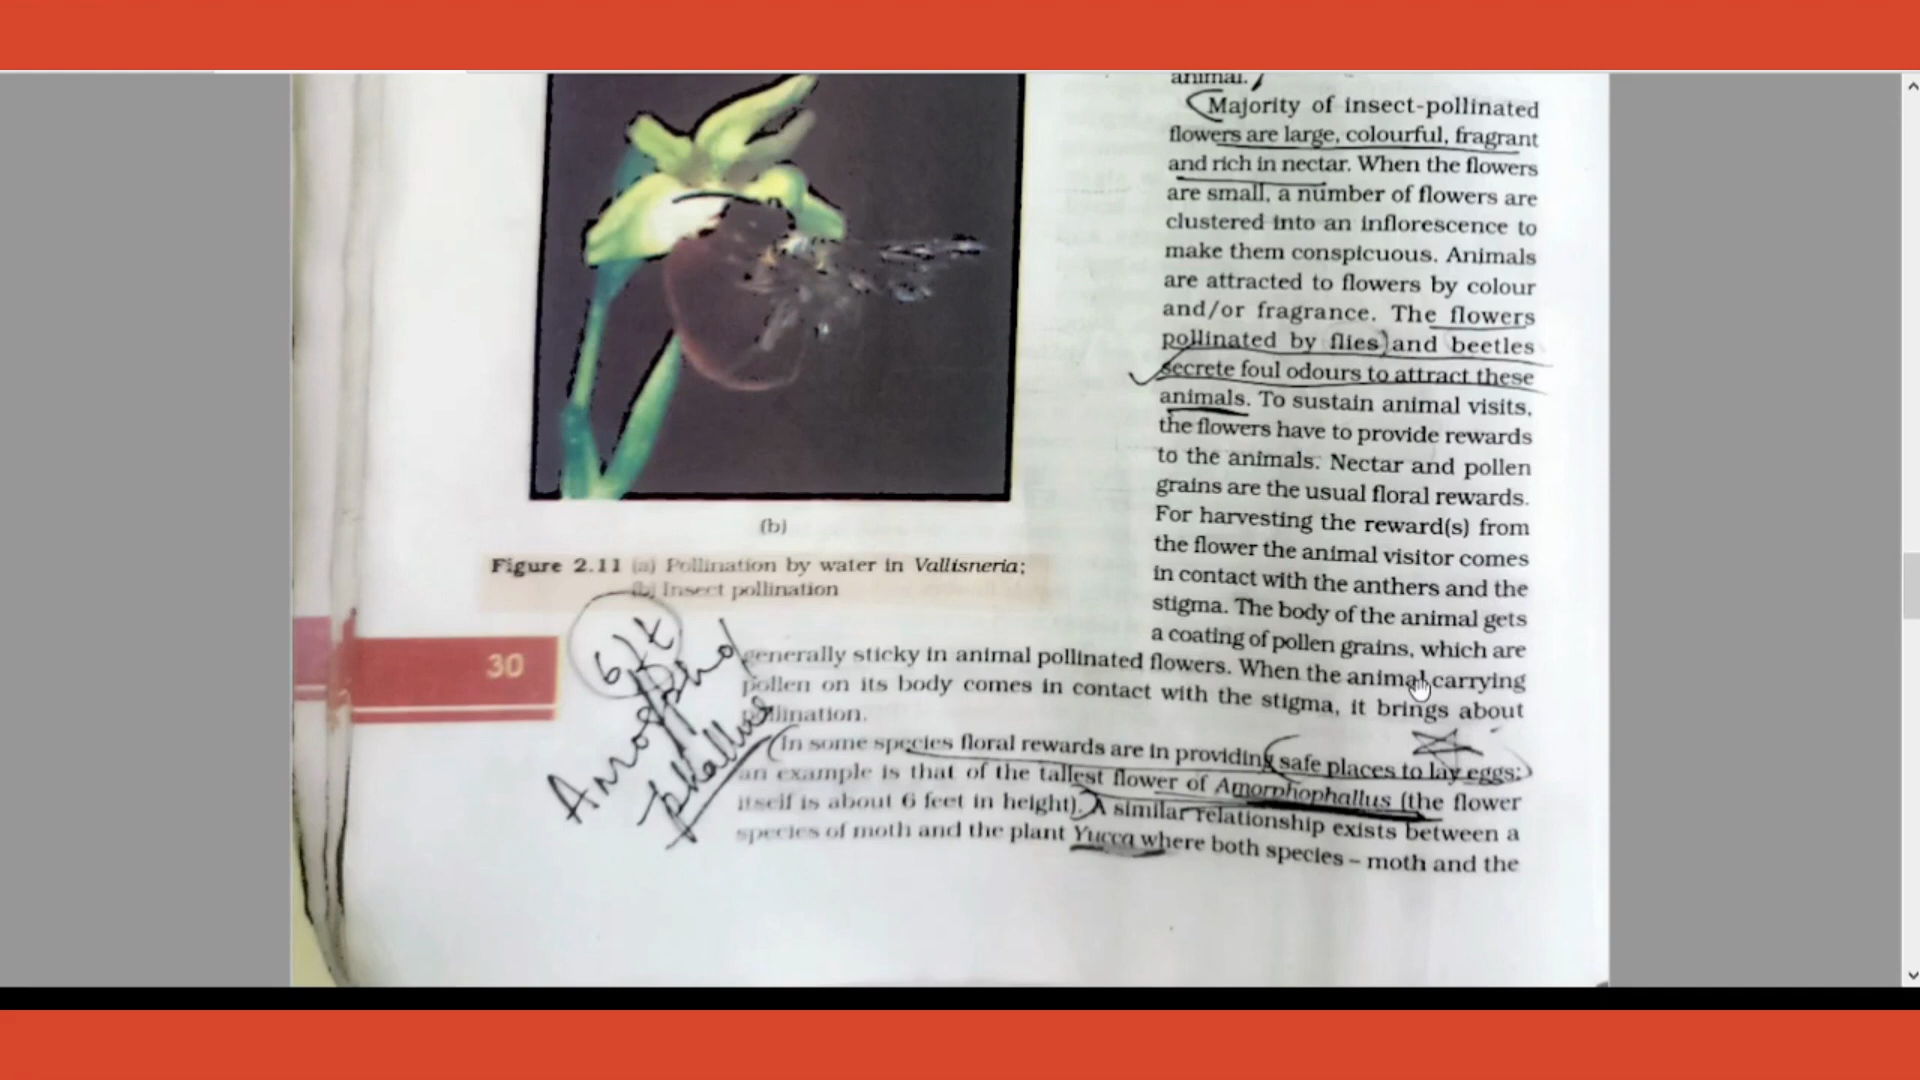 animal.
Majority of insect-pollinated
flowers are large, colourful, fragrant
and rich in nectar. When the flowers
are small, a number of flowers are
clustered into an inflorescence to
make them conspicuous. Animals
are attracted to flowers by colour
and/or fragrance. The flowers
pollinated by flies and beetles
secrete foul odours to attract these
animals. To sustain animal visits,
the flowers have to provide rewards
to the animals. Nectar and pollen
grains are the usual floral rewards.
For harvesting the reward(s) from
the flower the animal visitor comes
in contact with the anthers and the
stigma. The body of the animal gets
a coating of pollen grains, which are
generally sticky in animal pollinated flowers. When the animal carrying
pollen on its body comes in contact with the stigma, it brings about
pollination.
In some species floral rewards are in providing safe places to lay eggs;
an example is that of the tallest flower of Amorphophallus (the flower
itself is about 6 feet in height). A similar relationship exists between a
species of moth and the plant Yucca where both species – moth and the
(b)
Figure 2.11 (a) Pollination by water in Vallisneria;
(b) Insect pollination
30
6ft
Amorpho
phallus